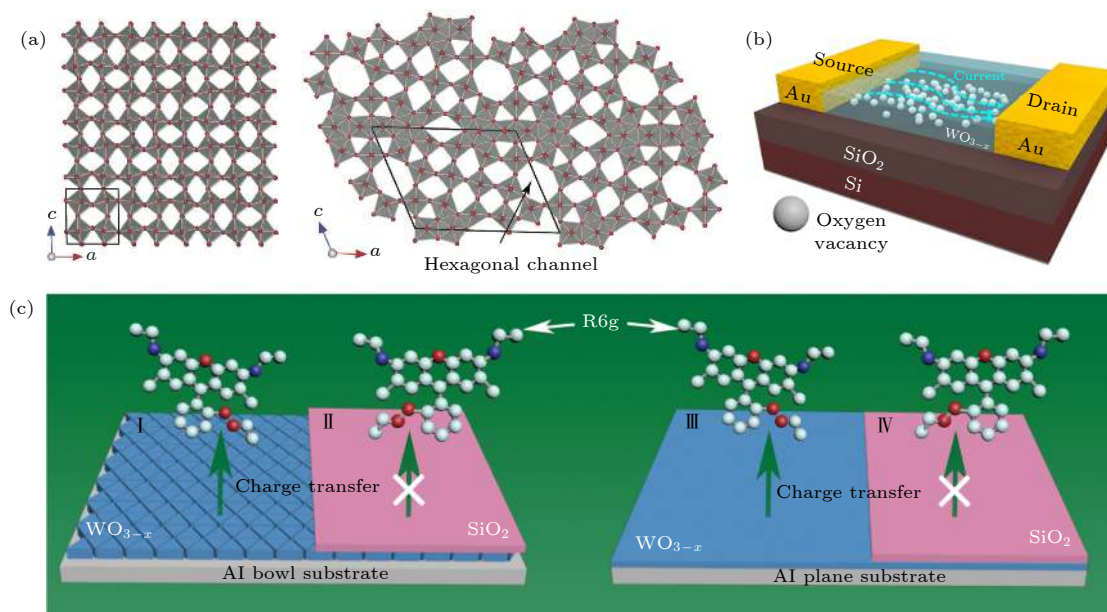 (a)
c
a
c
a
Hexagonal channel
(b)
Source
Au
Current
WO₃₋ₓ
Drain
Au
SiO₂
Si
Oxygen
vacancy
(c)
R6g
Ⅰ
Ⅱ
Charge transfer
WO₃₋ₓ
SiO₂
AI bowl substrate
Ⅲ
Ⅳ
Charge transfer
WO₃₋ₓ
SiO₂
AI plane substrate